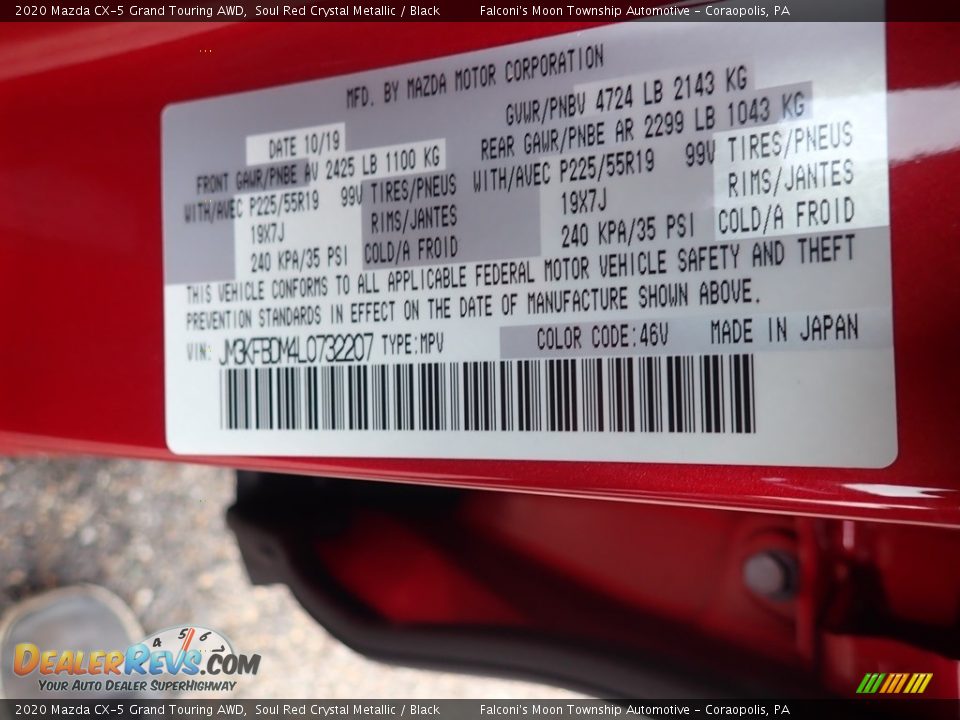 2020 Mazda CX-5 Grand Touring AWD, Soul Red Crystal Metallic / Black Falconi's Moon Township Automotive - Coraopolis, PA
MFD. BY MAZDA MOTOR CORPORATION
DATE 10/19 GVWR/PNBV 4724 LB 2143 KG
FRONT GAWR/PNBE AV 2425 LB 1100 KG REAR GAWR/PNBE AR 2299 LB 1043 KG
WITH/AVEC P225/55R19 99V TIRES/PNEUS WITH/AVEC P225/55R19 99V TIRES/PNEUS
19X7J RIMS/JANTES 19X7J RIMS/JANTES
240 KPA/35 PSI COLD/A FROID 240 KPA/35 PSI COLD/A FROID
THIS VEHICLE CONFORMS TO ALL APPLICABLE FEDERAL MOTOR VEHICLE SAFETY AND THEFT
PREVENTION STANDARDS IN EFFECT ON THE DATE OF MANUFACTURE SHOWN ABOVE.
VIN: JM3KFBDM4L0732207 TYPE:MPV COLOR CODE:46V MADE IN JAPAN
4 5 6
DealerRevs.com
Your Auto Dealer SuperHighway
2020 Mazda CX-5 Grand Touring AWD, Soul Red Crystal Metallic / Black Falconi's Moon Township Automotive - Coraopolis, PA